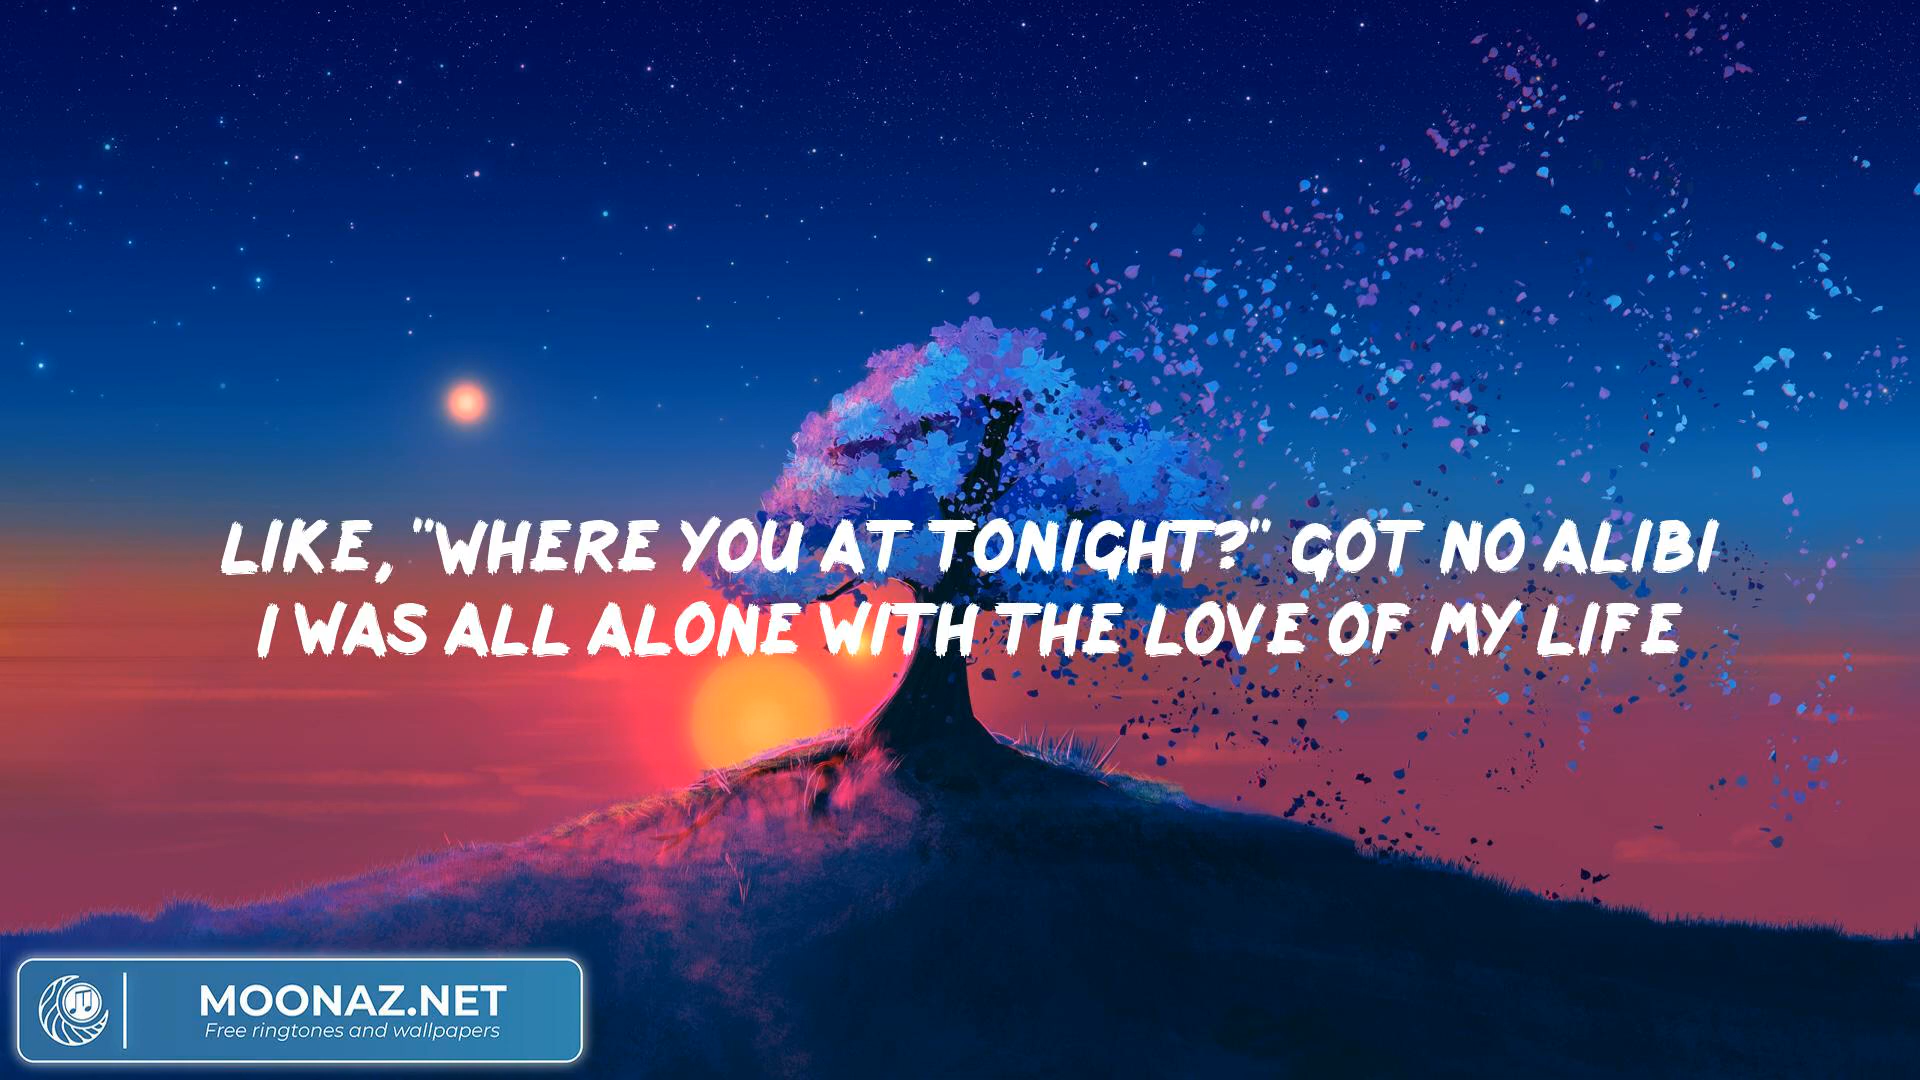 LIKE, "WHERE YOU AT TONIGHT?" GOT NO ALIBI
I WAS ALL ALONE WITH THE LOVE OF MY LIFE
MOONAZ.NET
Free ringtones and wallpapers